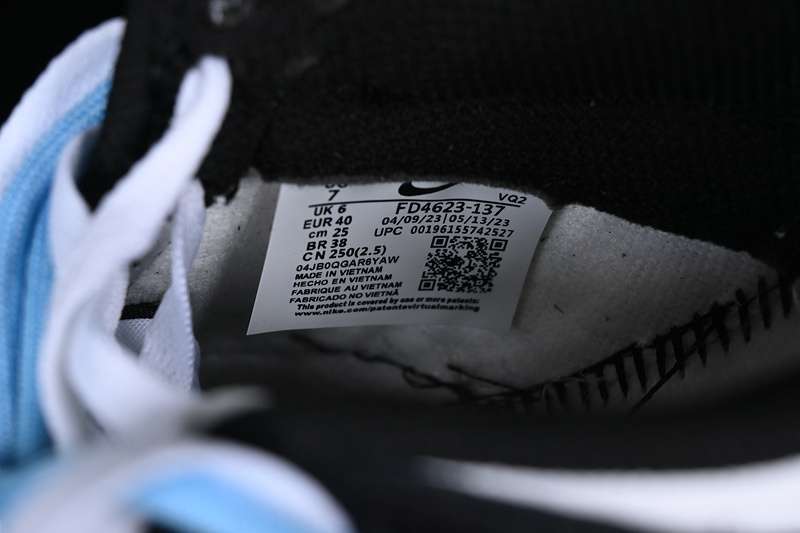 7
VQ2
UK 6
FD4623-137
EUR 40
04/09/23|05/13/23
cm 25
UPC 00196155742527
BR 38
CN 250(2.5)
04JB0QGAR6YAW
MADE IN VIETNAM
HECHO EN VIETNAM
FABRIQUE AU VIETNAM
FABRICADO NO VIETNÃ
This product is covered by one or more patents:
www.nike.com/patentsvirtualmarking